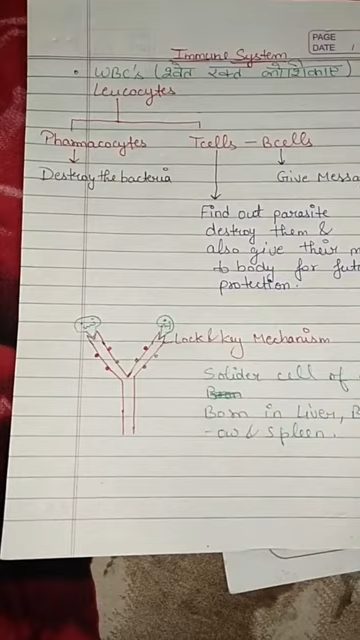 PAGE
DATE
Immune System
• WBC's (श्वेत रक्त कोशिकाएं)
Leucocytes
Phamacocytes Tcells - Bcells
Destroy the bacteria Give Messa
Find out parasite
destroy them &
also give their m
to body for fut
protection.
Lock & key Mechanism
Solider cell of
Born in Liver, B
-ow & spleen.